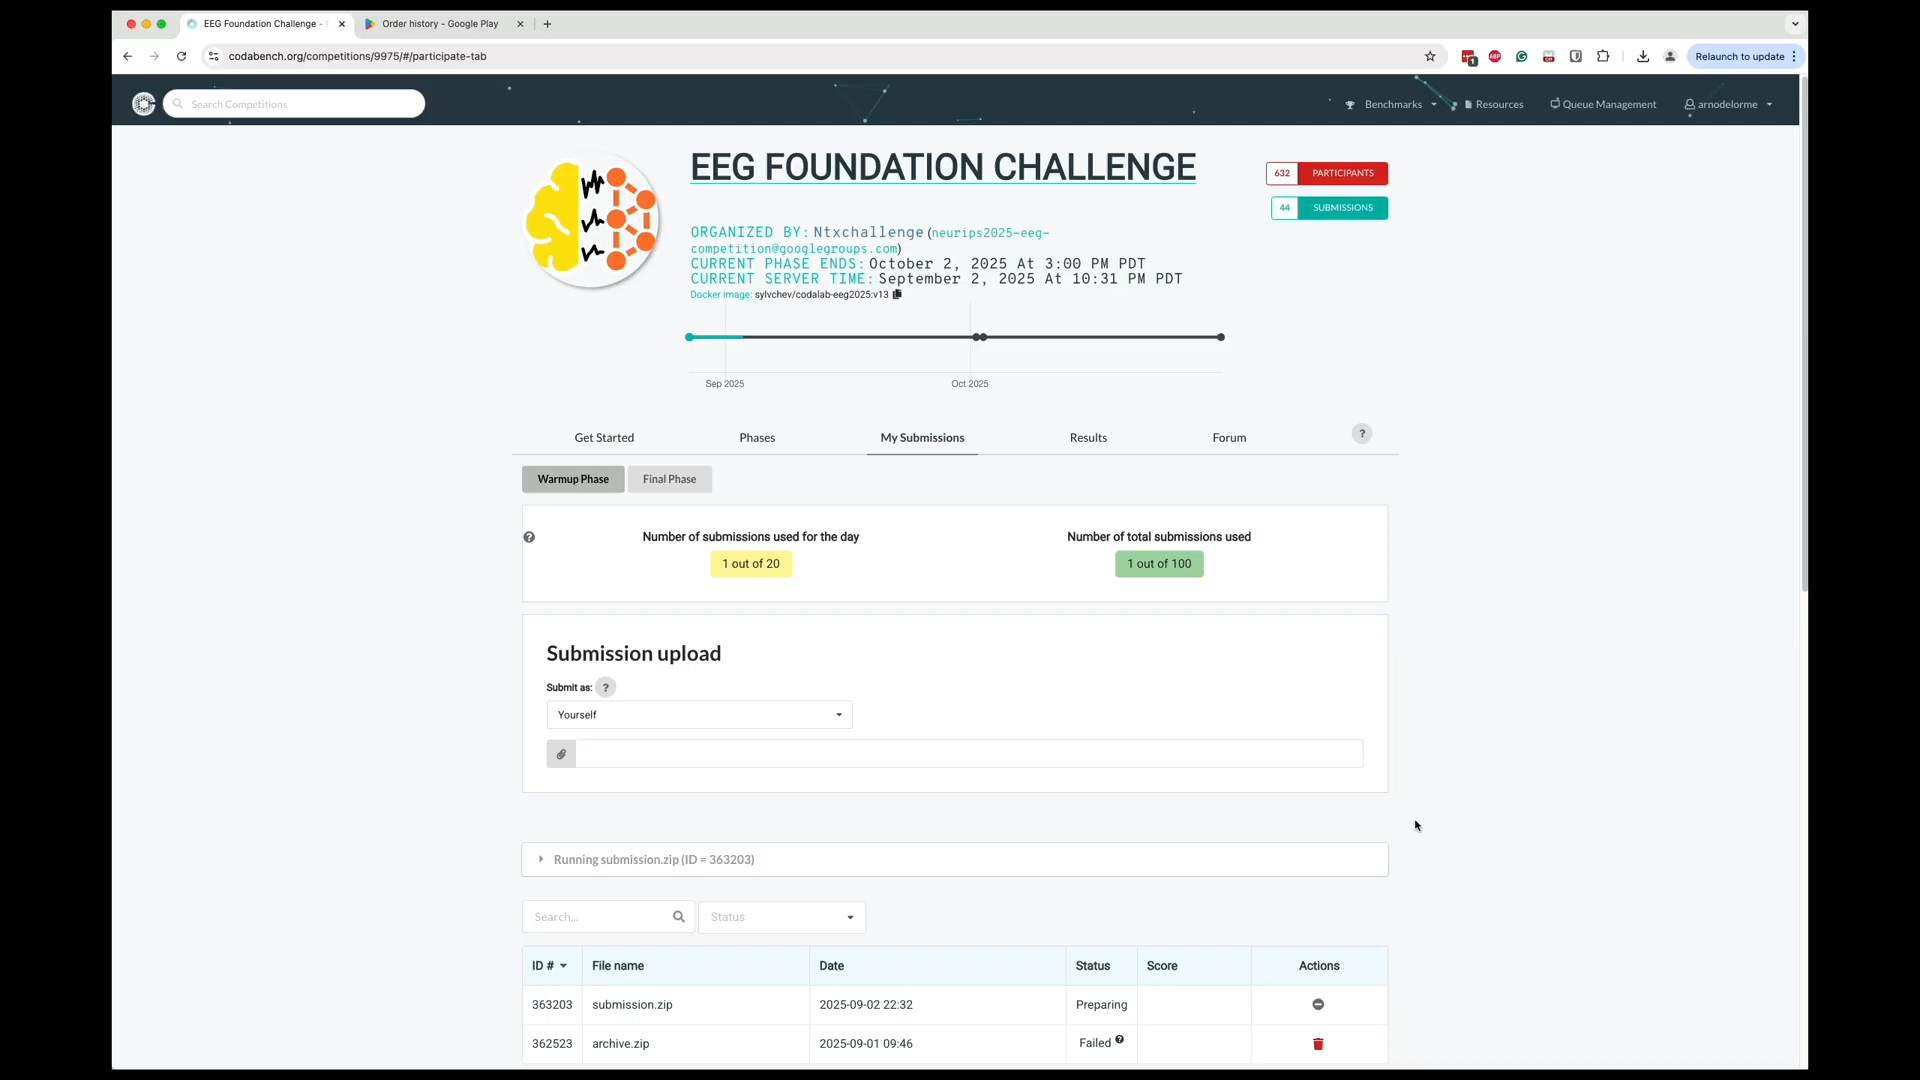 EEG Foundation Challenge -
Order history - Google Play
codabench.org/competitions/9975/#/participate-tab
1
ABP
Relaunch to update
Search Competitions
Benchmarks
Resources
Queue Management
arnodelorme
EEG FOUNDATION CHALLENGE
632 PARTICIPANTS
44 SUBMISSIONS
ORGANIZED BY: Ntxchallenge (neurips2025-eeg-
competition@googlegroups.com)
CURRENT PHASE ENDS: October 2, 2025 At 3:00 PM PDT
CURRENT SERVER TIME: September 2, 2025 At 10:31 PM PDT
Docker image: sylvchev/codalab-eeg2025:v13
Sep 2025
Oct 2025
Get Started
Phases
My Submissions
Results
Forum
?
Warmup Phase
Final Phase
?
Number of submissions used for the day
1 out of 20
Number of total submissions used
1 out of 100
Submission upload
Submit as: ?
Yourself
Running submission.zip (ID = 363203)
Search...
Status
ID # File name Date Status Score Actions
363203 submission.zip 2025-09-02 22:32 Preparing
362523 archive.zip 2025-09-01 09:46 Failed ?